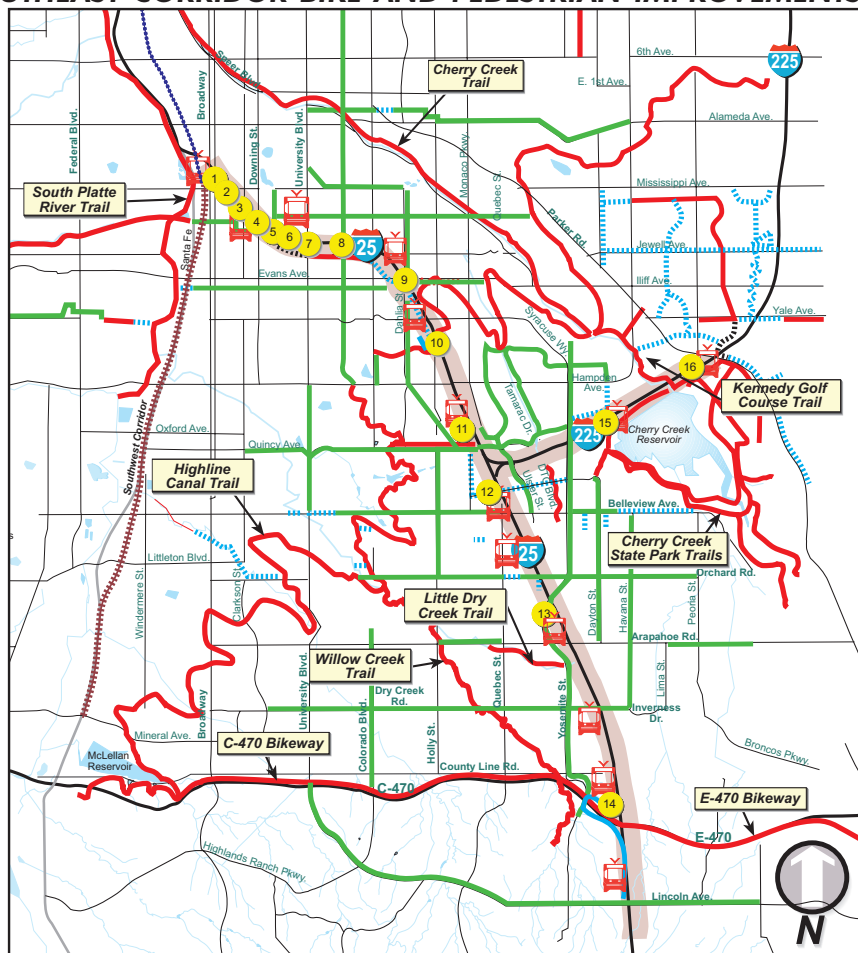 SOUTHEAST CORRIDOR BIKE AND PEDESTRIAN IMPROVEMENTS
6th Ave.
225
Cherry Creek
Trail
Speer Blvd.
E. 1st Ave.
Broadway
Federal Blvd.
Downing St.
University Blvd.
Alameda Ave.
Monaco Pkwy.
Quebec St.
South Platte
River Trail
Mississippi Ave.
Parker Rd.
1
2
3
4
5
6
7
8
25
Santa Fe
Jewell Ave.
Evans Ave.
Iliff Ave.
9
Dahlia St.
Yale Ave.
Syracuse Wy.
10
16
Hampden
Ave.
Kennedy Golf
Course Trail
Tamarac Dr.
15
225
11
Cherry Creek
Reservoir
Oxford Ave.
Southwest Corridor
Quincy Ave.
Highline
Canal Trail
DTC Blvd.
Ulster St.
12
Belleview Ave.
25
Cherry Creek
State Park Trails
Littleton Blvd.
Orchard Rd.
Windermere St.
Clarkson St.
Little Dry
Creek Trail
Dayton St.
Havana St.
Peoria St.
13
Arapahoe Rd.
Willow Creek
Trail
Quebec St.
Lima St.
Yosemite St.
Broadway
University Blvd.
Colorado Blvd.
Dry Creek
Rd.
Holly St.
Inverness
Dr.
Mineral Ave.
C-470 Bikeway
Broncos Pkwy.
McLellan
Reservoir
County Line Rd.
C-470
14
E-470 Bikeway
E-470
Highlands Ranch Pkwy.
Lincoln Ave.
N